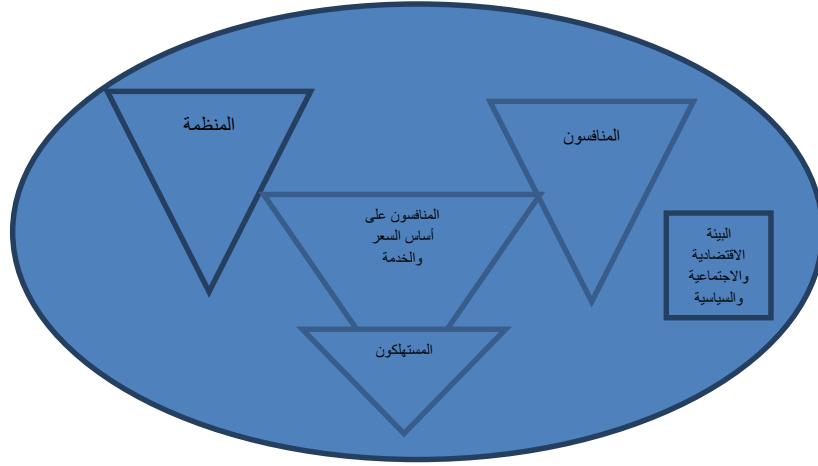 المنظمة
المنافسون
المنافسون على
أساس السعر
والخدمة
البيئة
الاقتصادية
والاجتماعية
والسياسية
المستهلكون